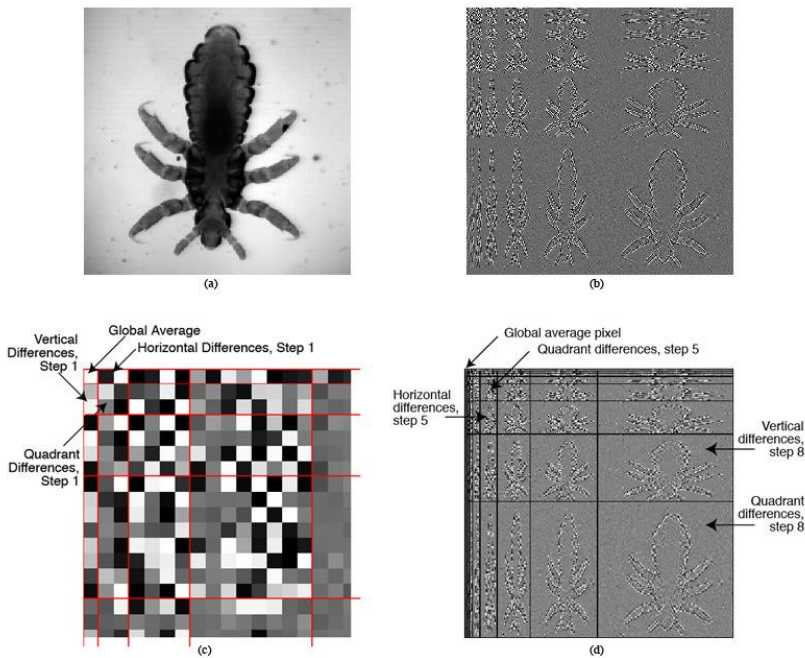 (a)
(b)
Global Average
Vertical
Differences,
Step 1
Horizontal Differences, Step 1
Quadrant
Differences,
Step 1
(c)
Global average pixel
Quadrant differences, step 5
Horizontal
differences,
step 5
Vertical
differences,
step 8
Quadrant
differences,
step 8
(d)